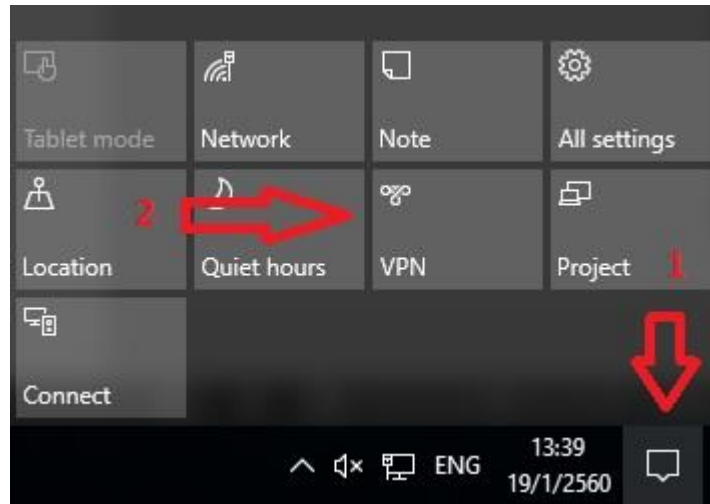 Tablet mode
Network
Note
All settings
2
Location
Quiet hours
VPN
Project
1
Connect
ENG
13:39
19/1/2560